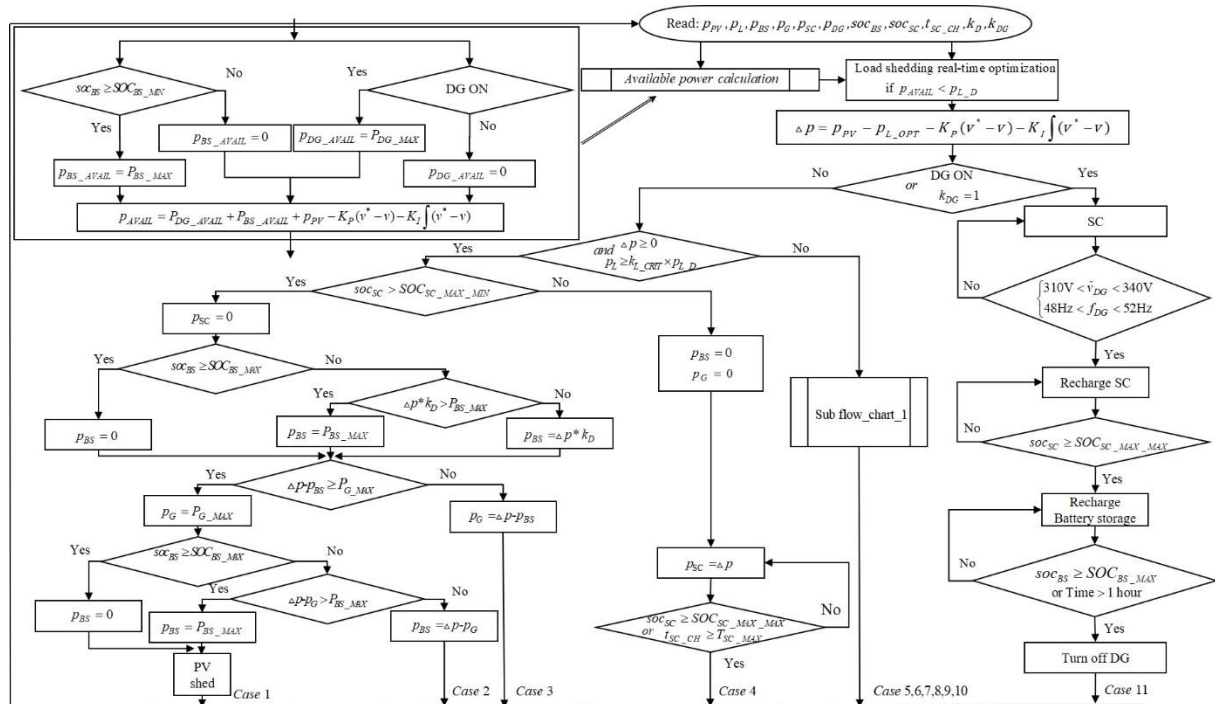 Read: p_PV, p_L, p_BS, p_G, p_SC, p_DG, soc_BS, soc_SC, t_SC_CH, k_D, k_DG
Available power calculation
Load shedding real-time optimization
if p_AVAIL < p_L_D
△p = p_PV − p_L_OPT − K_P(v* − v) − K_I∫(v* − v)
soc_BS ≥ SOC_BS_MIN
No
Yes
DG ON
Yes
No
p_BS_AVAIL = 0
p_DG_AVAIL = P_DG_MAX
p_BS_AVAIL = P_BS_MAX
p_DG_AVAIL = 0
p_AVAIL = P_DG_AVAIL + P_BS_AVAIL + p_PV − K_P(v* − v) − K_I∫(v* − v)
No
DG ON
or k_DG = 1
Yes
Yes
△p ≥ 0
and p_L ≥ k_L_CRIT × p_L_D
No
Yes
soc_SC > SOC_SC_MAX_MIN
No
p_SC = 0
Yes
soc_BS ≥ SOC_BS_MAX
No
Yes
△p* k_D > P_BS_MAX
No
p_BS = 0
p_BS = P_BS_MAX
p_BS = △p* k_D
Yes
△p-p_BS ≥ P_G_MAX
No
p_G = P_G_MAX
p_G = △p-p_BS
Yes
soc_BS ≥ SOC_BS_MAX
No
Yes
△p-p_G > P_BS_MAX
No
p_BS = 0
p_BS = P_BS_MAX
p_BS = △p-p_G
PV
shed
Case 1
Case 2
Case 3
p_BS = 0
p_G = 0
p_SC = △p
soc_SC ≥ SOC_SC_MAX_MAX
or t_SC_CH ≥ T_SC_MAX
No
Yes
Case 4
Sub flow_chart_1
Case 5,6,7,8,9,10
SC
No
310V < v̂_DG < 340V
48Hz < f_DG < 52Hz
Yes
Recharge SC
No
soc_SC ≥ SOC_SC_MAX_MAX
Yes
Recharge
Battery storage
No
soc_BS ≥ SOC_BS_MAX
or Time > 1 hour
Yes
Turn off DG
Case 11